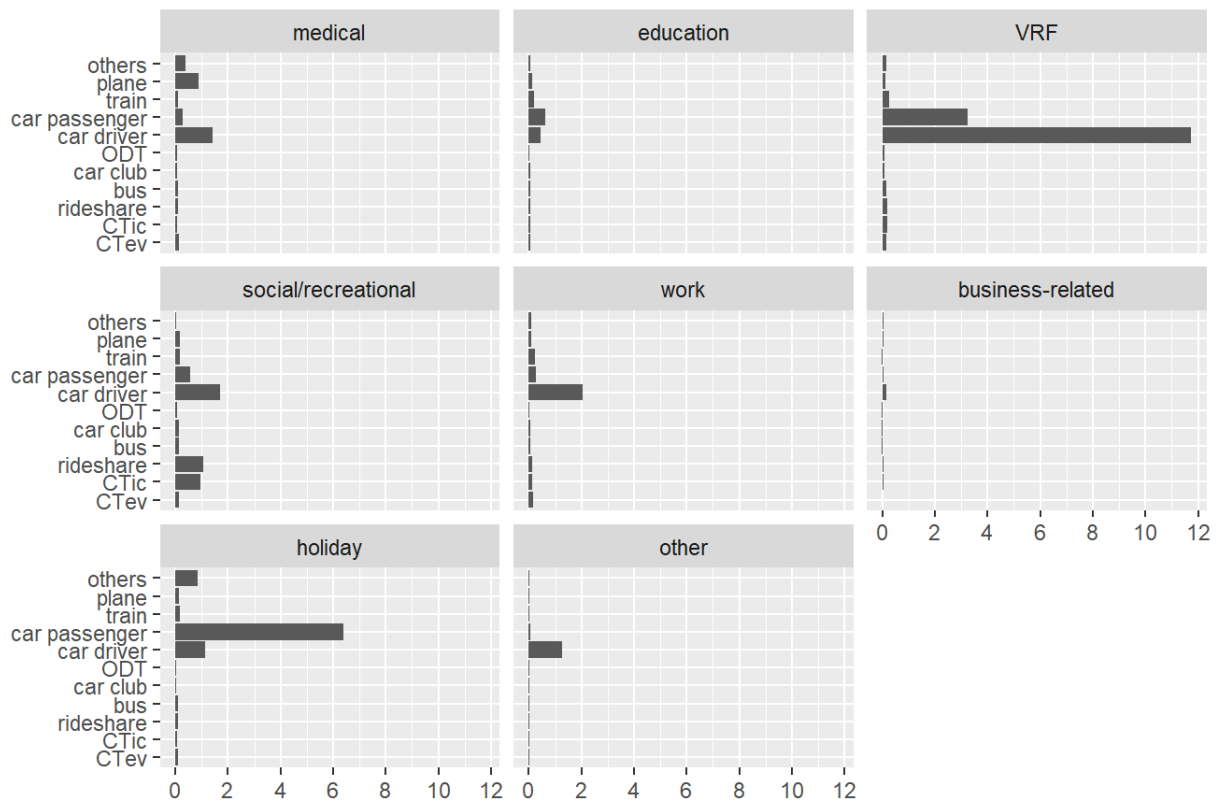 medical education VRF
others
plane
train
car passenger
car driver
ODT
car club
bus
rideshare
CTic
CTev
social/recreational work business-related
others
plane
train
car passenger
car driver
ODT
car club
bus
rideshare
CTic
CTev
0 2 4 6 8 10 12
holiday other
others
plane
train
car passenger
car driver
ODT
car club
bus
rideshare
CTic
CTev
0 2 4 6 8 10 12 0 2 4 6 8 10 12